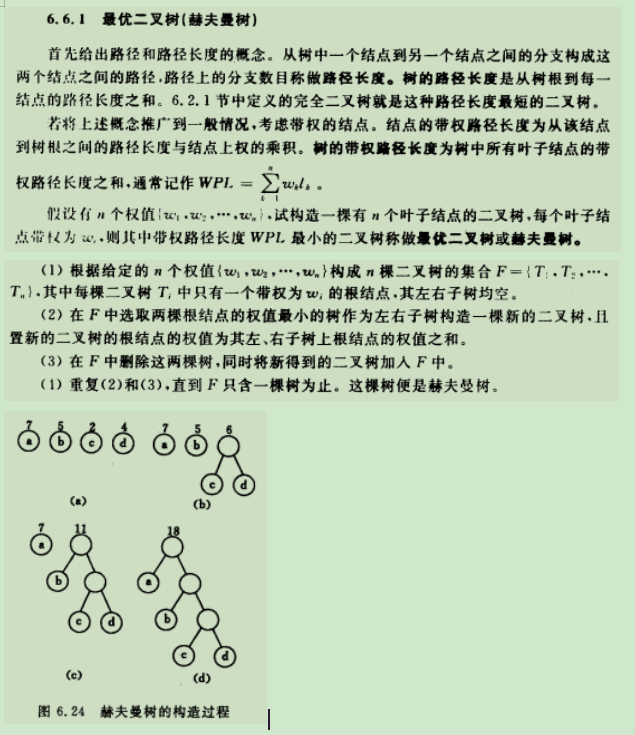 6.6.1 最优二叉树(赫夫曼树)
首先给出路径和路径长度的概念。从树中一个结点到另一个结点之间的分支构成这
两个结点之间的路径,路径上的分支数目称做路径长度。树的路径长度是从树根到每一
结点的路径长度之和。6.2.1节中定义的完全二叉树就是这种路径长度最短的二叉树。
若将上述概念推广到一般情况,考虑带权的结点。结点的带权路径长度为从该结点
到树根之间的路径长度与结点上权的乘积。树的带权路径长度为树中所有叶子结点的带
权路径长度之和,通常记作 WPL = ∑wₖlₖ。
假设有 n 个权值{w₁,w₂,…,wₙ},试构造一棵有 n 个叶子结点的二叉树,每个叶子结
点带权为 wᵢ,则其中带权路径长度 WPL 最小的二叉树称做最优二叉树或赫夫曼树。
(1) 根据给定的 n 个权值{w₁,w₂,…,wₙ}构成 n 棵二叉树的集合 F={T₁,T₂,…,
Tₙ},其中每棵二叉树 Tᵢ 中只有一个带权为 wᵢ 的根结点,其左右子树均空。
(2) 在 F 中选取两棵根结点的权值最小的树作为左右子树构造一棵新的二叉树,且
置新的二叉树的根结点的权值为其左、右子树上根结点的权值之和。
(3) 在 F 中删除这两棵树,同时将新得到的二叉树加入 F 中。
(4) 重复(2)和(3),直到 F 只含一棵树为止。这棵树便是赫夫曼树。
7 5 2 4 7 5 6
a b c d a b
c d
(a) (b)
7 11 18
a
b a
c d b
c d
(c) (d)
图 6.24 赫夫曼树的构造过程